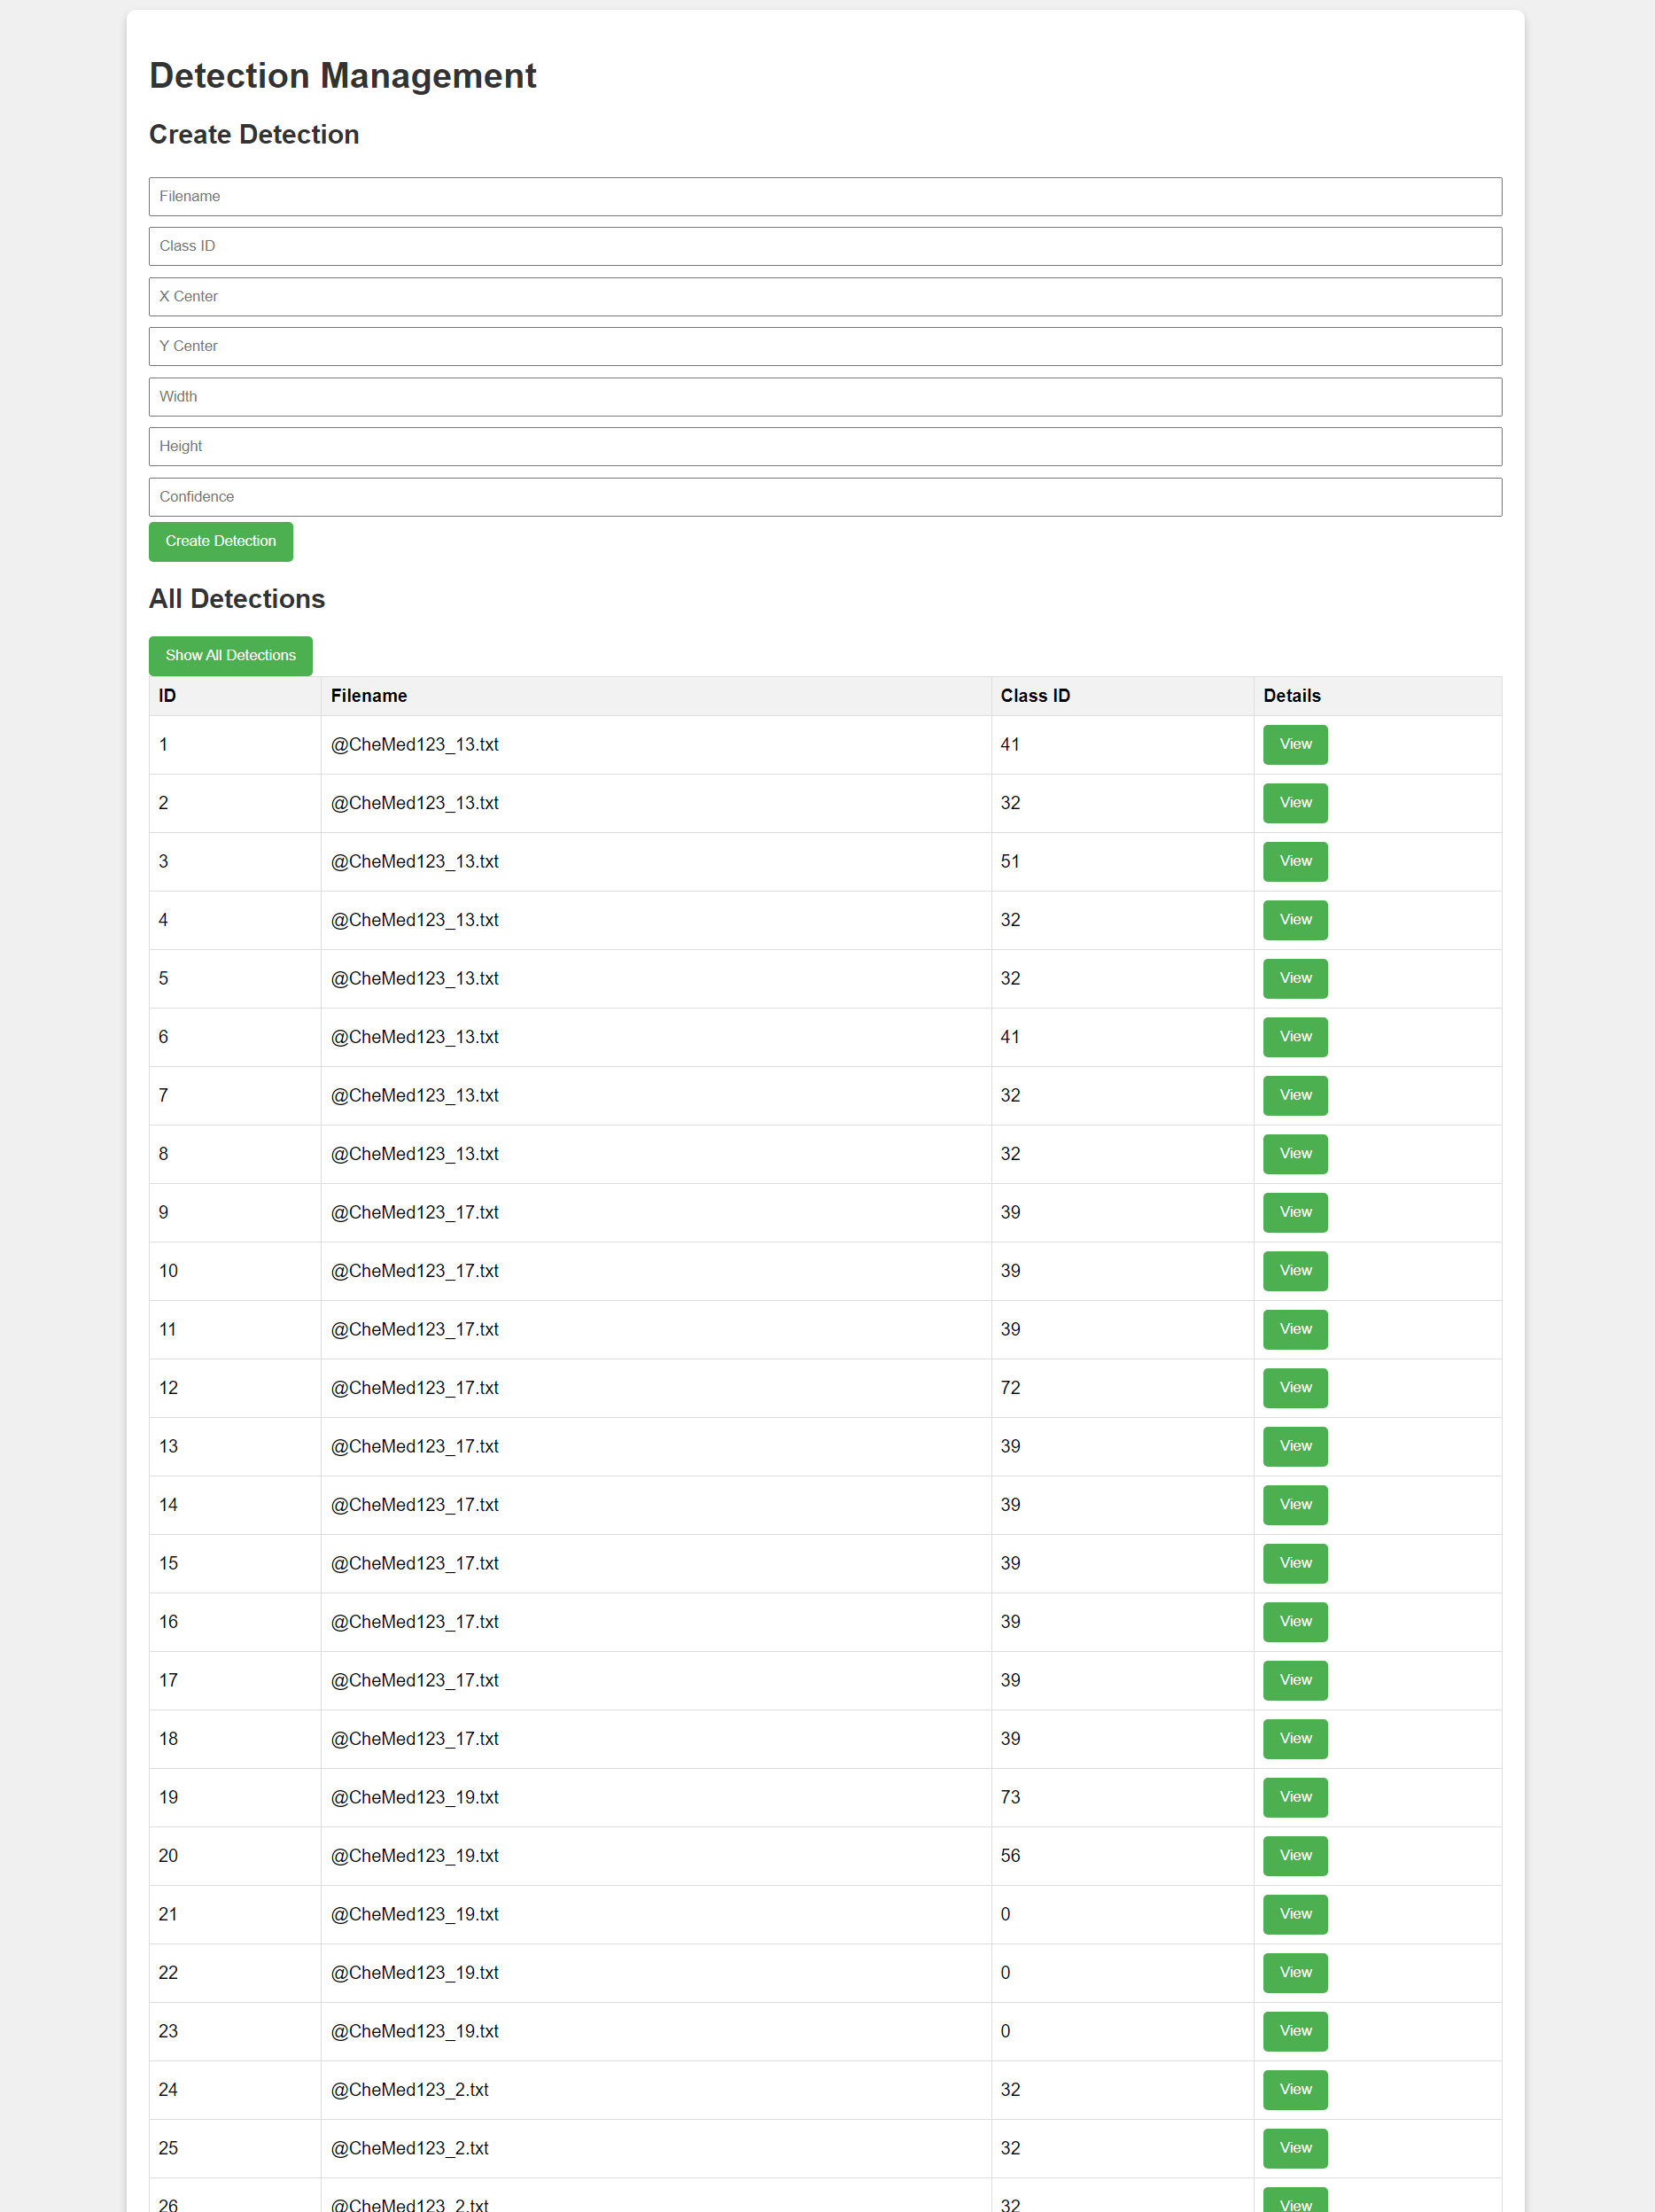 Detection Management
Create Detection
Filename
Class ID
X Center
Y Center
Width
Height
Confidence
Create Detection
All Detections
Show All Detections
ID Filename Class ID Details
1 @CheMed123_13.txt 41 View
2 @CheMed123_13.txt 32 View
3 @CheMed123_13.txt 51 View
4 @CheMed123_13.txt 32 View
5 @CheMed123_13.txt 32 View
6 @CheMed123_13.txt 41 View
7 @CheMed123_13.txt 32 View
8 @CheMed123_13.txt 32 View
9 @CheMed123_17.txt 39 View
10 @CheMed123_17.txt 39 View
11 @CheMed123_17.txt 39 View
12 @CheMed123_17.txt 72 View
13 @CheMed123_17.txt 39 View
14 @CheMed123_17.txt 39 View
15 @CheMed123_17.txt 39 View
16 @CheMed123_17.txt 39 View
17 @CheMed123_17.txt 39 View
18 @CheMed123_17.txt 39 View
19 @CheMed123_19.txt 73 View
20 @CheMed123_19.txt 56 View
21 @CheMed123_19.txt 0 View
22 @CheMed123_19.txt 0 View
23 @CheMed123_19.txt 0 View
24 @CheMed123_2.txt 32 View
25 @CheMed123_2.txt 32 View
26 @CheMed123_2.txt 32 View